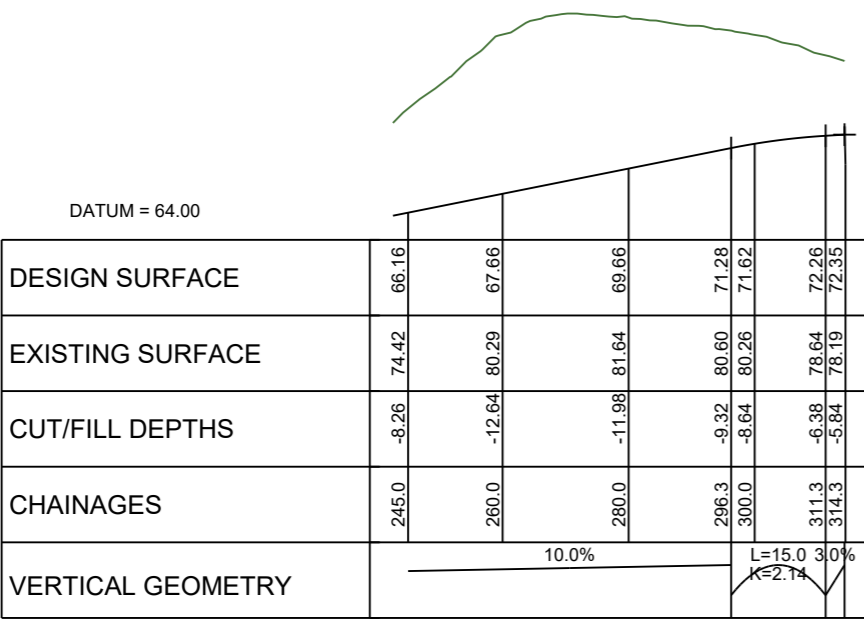 DATUM = 64.00
DESIGN SURFACE 66.16 67.66 69.66 71.28 71.62 72.26 72.35
EXISTING SURFACE 74.42 80.29 81.64 80.60 80.26 78.64 78.19
CUT/FILL DEPTHS -8.26 -12.64 -11.98 -9.32 -8.64 -6.38 -5.84
CHAINAGES 245.0 260.0 280.0 296.3 300.0 311.3 314.3
VERTICAL GEOMETRY 10.0% L=15.0 3.0%
K=2.14